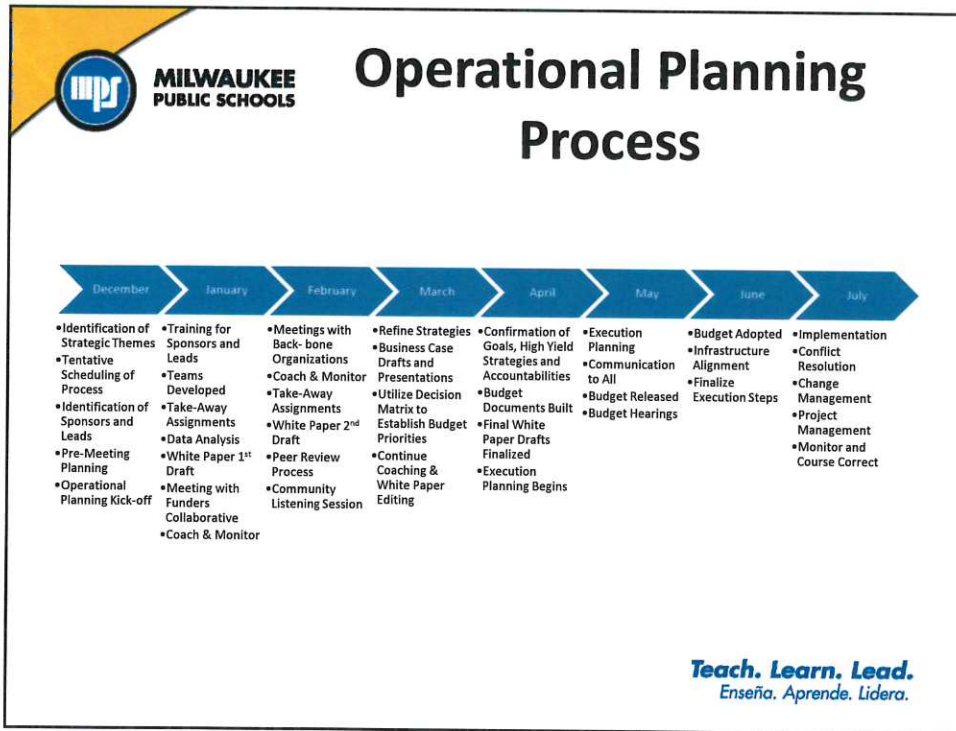 mps
MILWAUKEE
PUBLIC SCHOOLS
Operational Planning
Process
December
January
February
March
April
May
June
July
•Identification of
Strategic Themes
•Tentative
Scheduling of
Process
•Identification of
Sponsors and
Leads
•Pre-Meeting
Planning
•Operational
Planning Kick-off
•Training for
Sponsors and
Leads
•Teams
Developed
•Take-Away
Assignments
•Data Analysis
•White Paper 1st
Draft
•Meeting with
Funders
Collaborative
•Coach & Monitor
•Meetings with
Back- bone
Organizations
•Coach & Monitor
•Take-Away
Assignments
•White Paper 2nd
Draft
•Peer Review
Process
•Community
Listening Session
•Refine Strategies
•Business Case
Drafts and
Presentations
•Utilize Decision
Matrix to
Establish Budget
Priorities
•Continue
Coaching &
White Paper
Editing
•Confirmation of
Goals, High Yield
Strategies and
Accountabilities
•Budget
Documents Built
•Final White
Paper Drafts
Finalized
•Execution
Planning Begins
•Execution
Planning
•Communication
to All
•Budget Released
•Budget Hearings
•Budget Adopted
•Infrastructure
Alignment
•Finalize
Execution Steps
•Implementation
•Conflict
Resolution
•Change
Management
•Project
Management
•Monitor and
Course Correct
Teach. Learn. Lead.
Enseña. Aprende. Lidera.